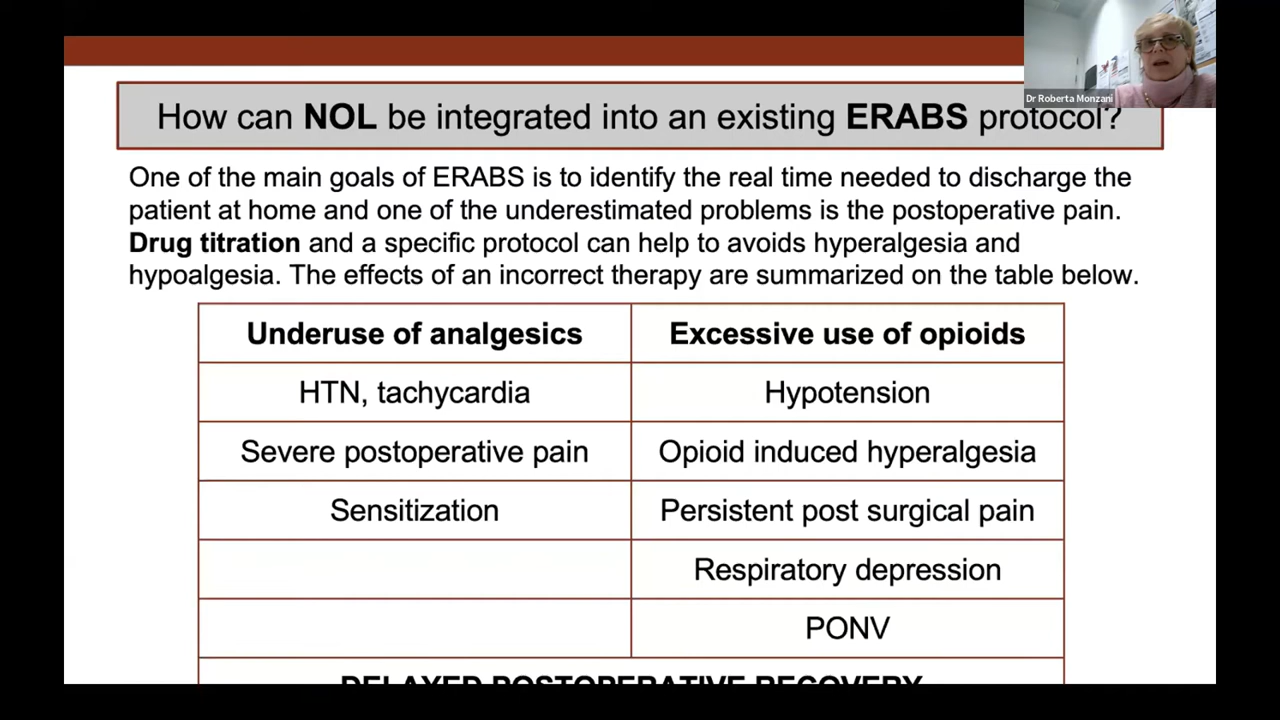 How can NOL be integrated into an existing ERABS protocol?
Dr Roberta Monzani
One of the main goals of ERABS is to identify the real time needed to discharge the
patient at home and one of the underestimated problems is the postoperative pain.
Drug titration and a specific protocol can help to avoids hyperalgesia and
hypoalgesia. The effects of an incorrect therapy are summarized on the table below.
Underuse of analgesics Excessive use of opioids
HTN, tachycardia Hypotension
Severe postoperative pain Opioid induced hyperalgesia
Sensitization Persistent post surgical pain
Respiratory depression
PONV
DELAYED POSTOPERATIVE RECOVERY